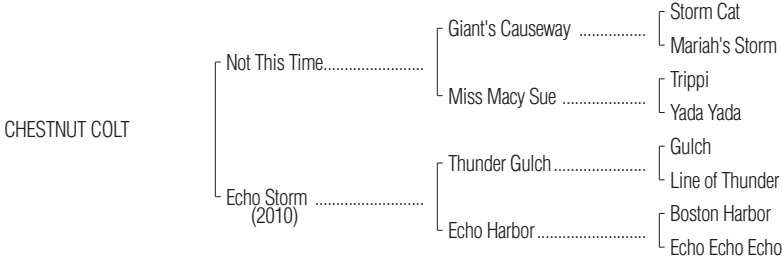 Storm Cat
Giant's Causeway ................
Mariah's Storm
Not This Time........................
Trippi
Miss Macy Sue ....................
Yada Yada
CHESTNUT COLT
Gulch
Thunder Gulch......................
Line of Thunder
Echo Storm ..........................
(2010)
Boston Harbor
Echo Harbor..........................
Echo Echo Echo